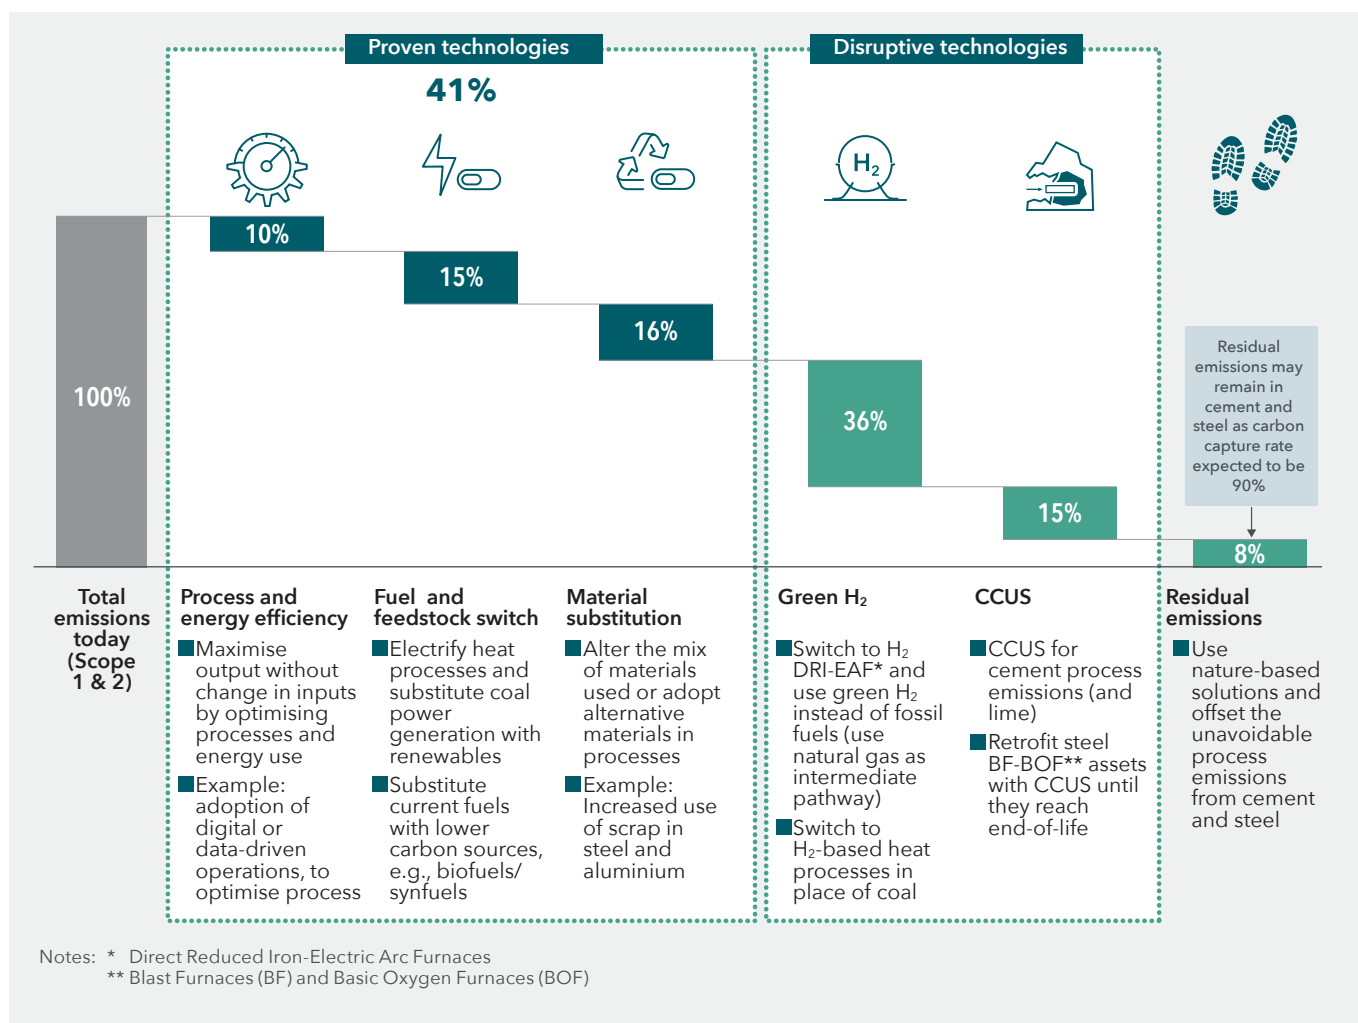 Proven technologies
41%
Disruptive technologies
H2
100%
10%
15%
16%
36%
15%
Residual
emissions may
remain in
cement and
steel as carbon
capture rate
expected to be
90%
8%
Total
emissions
today
(Scope
1 & 2)
Process and
energy efficiency
Maximise
output without
change in inputs
by optimising
processes and
energy use
Example:
adoption of
digital or
data-driven
operations, to
optimise process
Fuel and
feedstock switch
Electrify heat
processes and
substitute coal
power
generation with
renewables
Substitute
current fuels
with lower
carbon sources,
e.g., biofuels/
synfuels
Material
substitution
Alter the mix
of materials
used or adopt
alternative
materials in
processes
Example:
Increased use
of scrap in
steel and
aluminium
Green H2
Switch to H2
DRI-EAF* and
use green H2
instead of fossil
fuels (use
natural gas as
intermediate
pathway)
Switch to
H2-based heat
processes in
place of coal
CCUS
CCUS for
cement process
emissions (and
lime)
Retrofit steel
BF-BOF** assets
with CCUS until
they reach
end-of-life
Residual
emissions
Use
nature-based
solutions and
offset the
unavoidable
process
emissions
from cement
and steel
Notes: * Direct Reduced Iron-Electric Arc Furnaces
** Blast Furnaces (BF) and Basic Oxygen Furnaces (BOF)